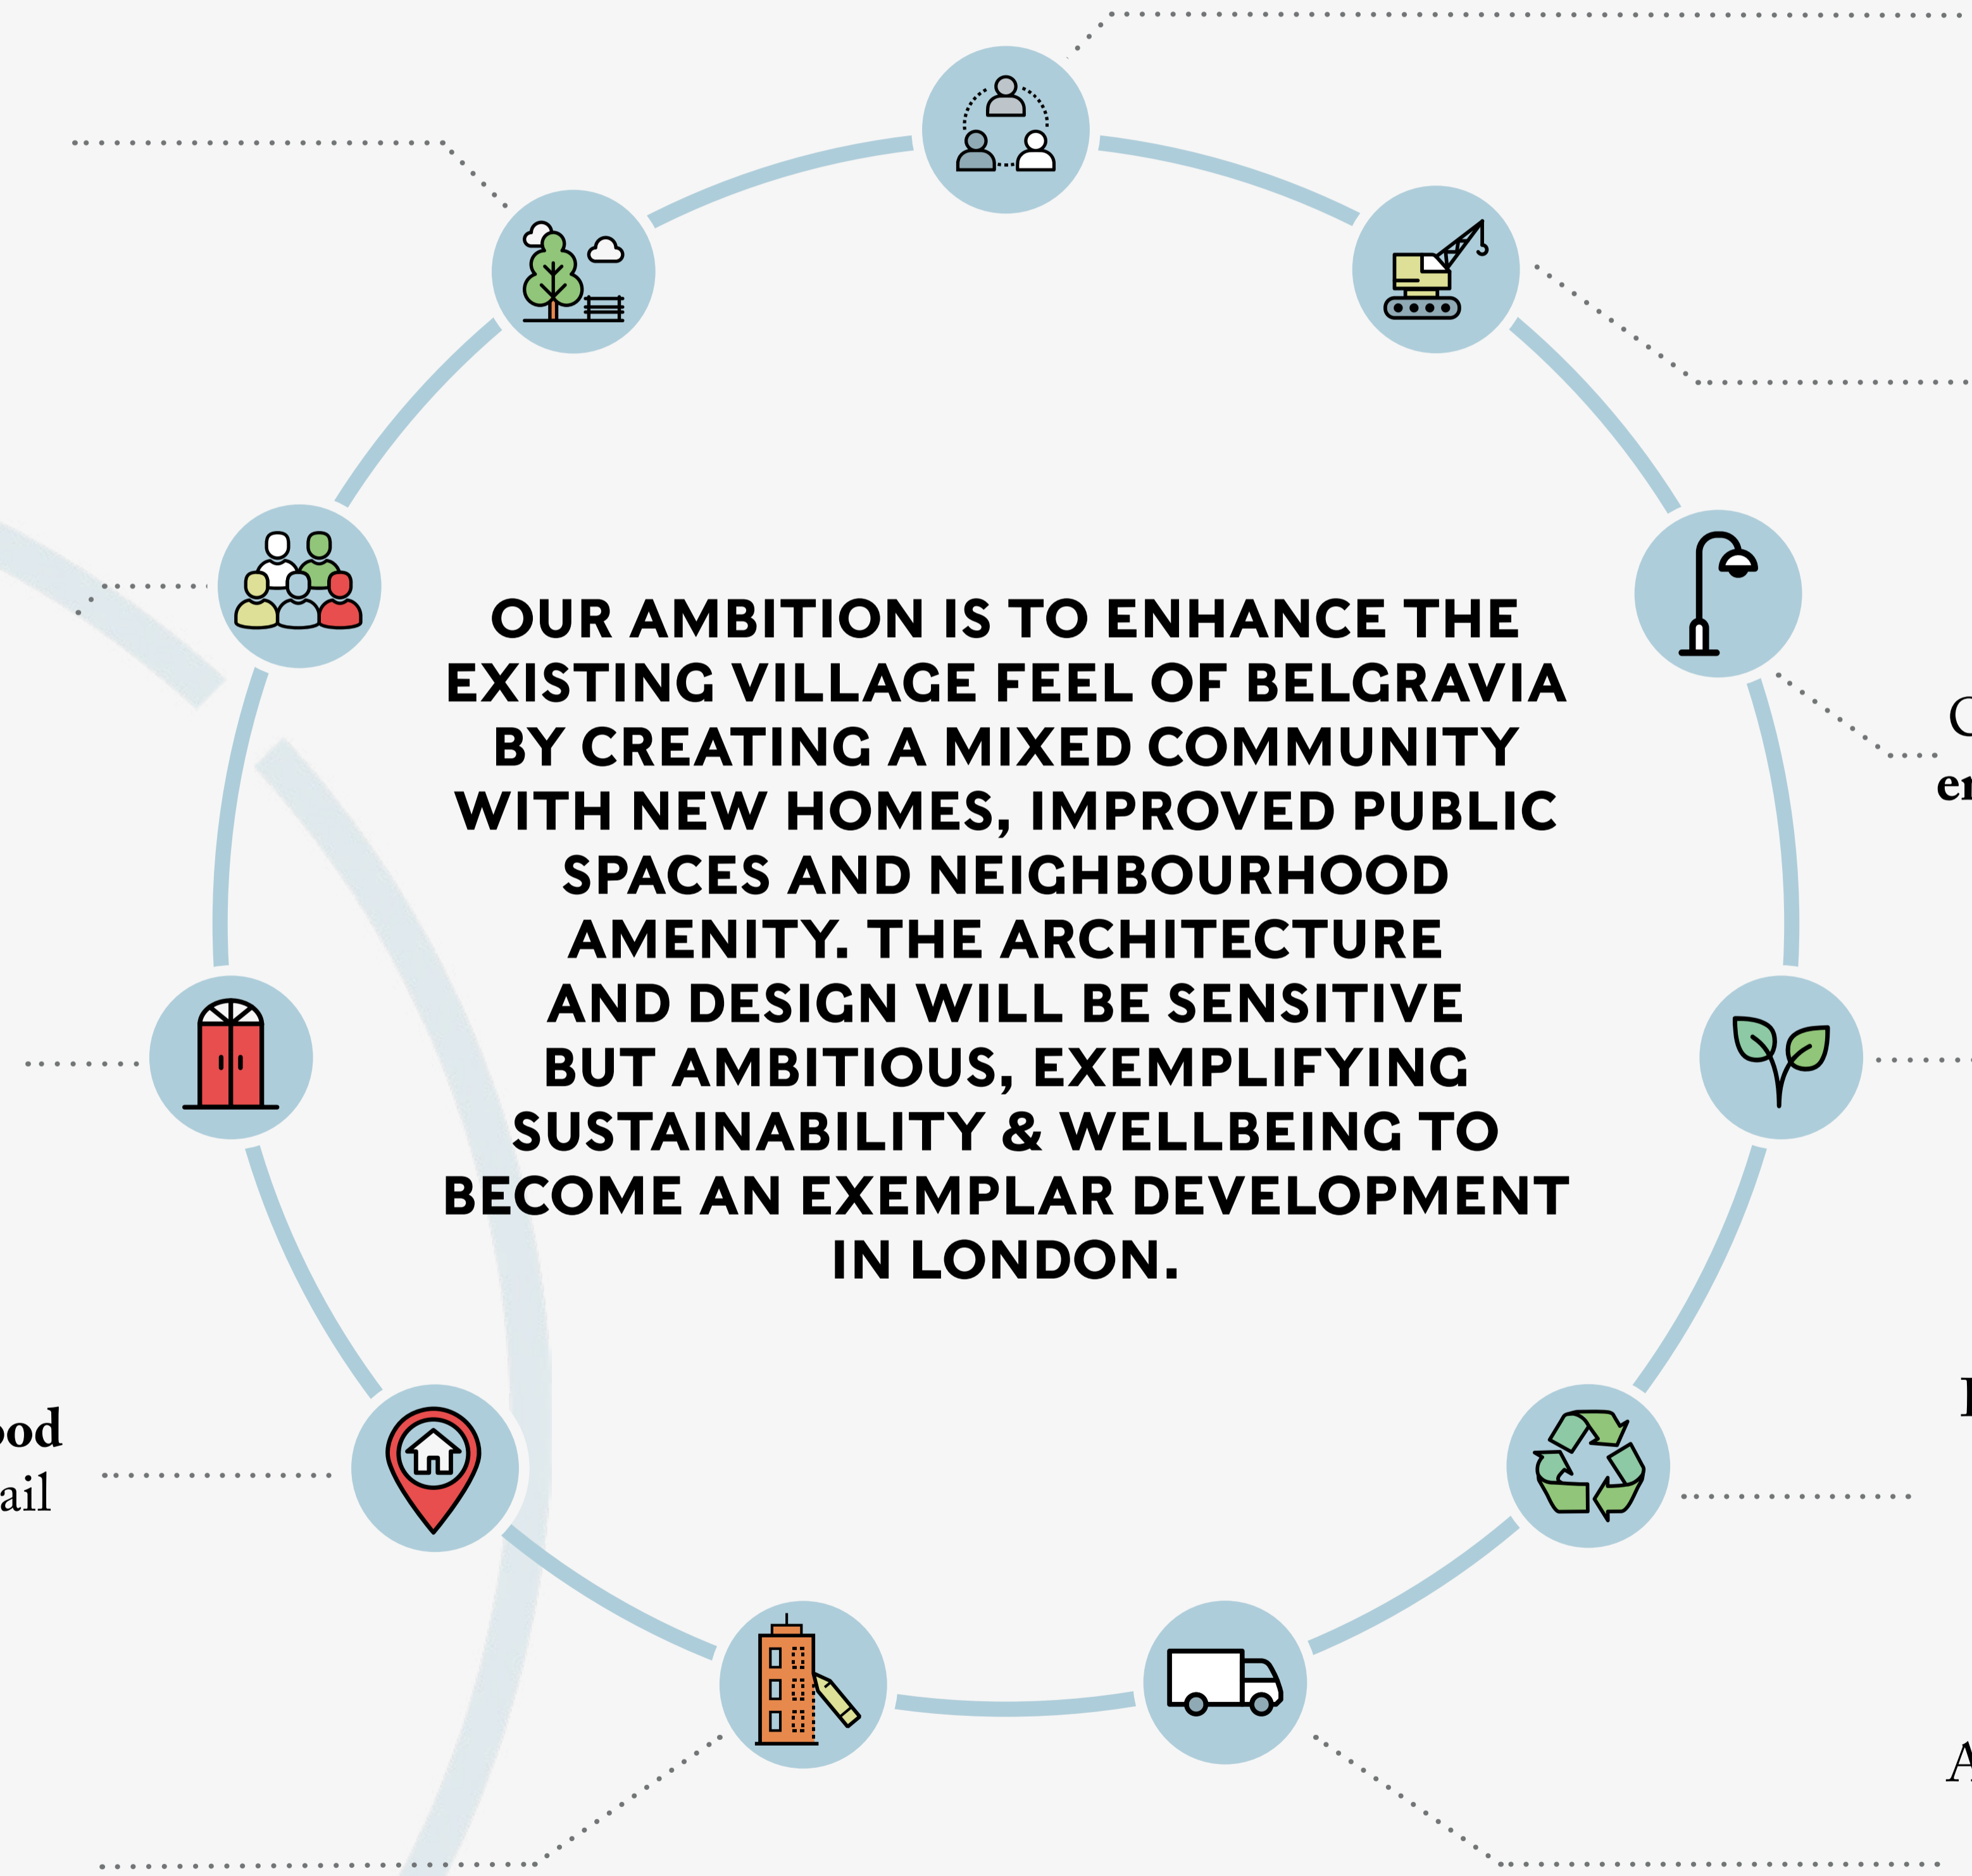 OUR AMBITION IS TO ENHANCE THE
EXISTING VILLAGE FEEL OF BELGRAVIA
BY CREATING A MIXED COMMUNITY
WITH NEW HOMES, IMPROVED PUBLIC
SPACES AND NEIGHBOURHOOD
AMENITY. THE ARCHITECTURE
AND DESIGN WILL BE SENSITIVE
BUT AMBITIOUS, EXEMPLIFYING
SUSTAINABILITY & WELLBEING TO
BECOME AN EXEMPLAR DEVELOPMENT
IN LONDON.